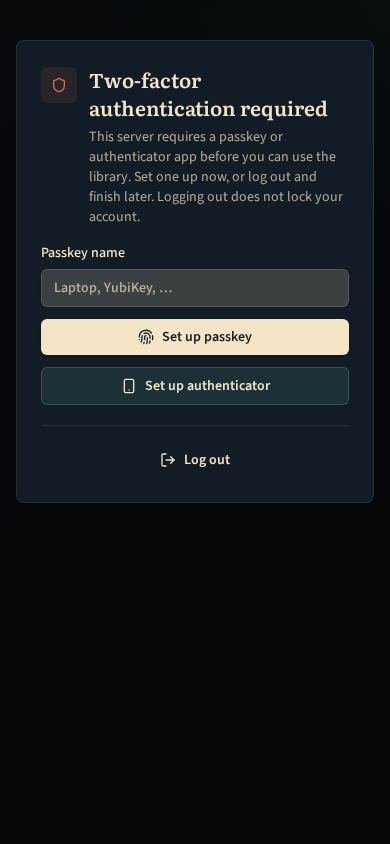 Two-factor
authentication required
This server requires a passkey or
authenticator app before you can use the
library. Set one up now, or log out and
finish later. Logging out does not lock your
account.
Passkey name
Laptop, YubiKey, …
Set up passkey
Set up authenticator
Log out